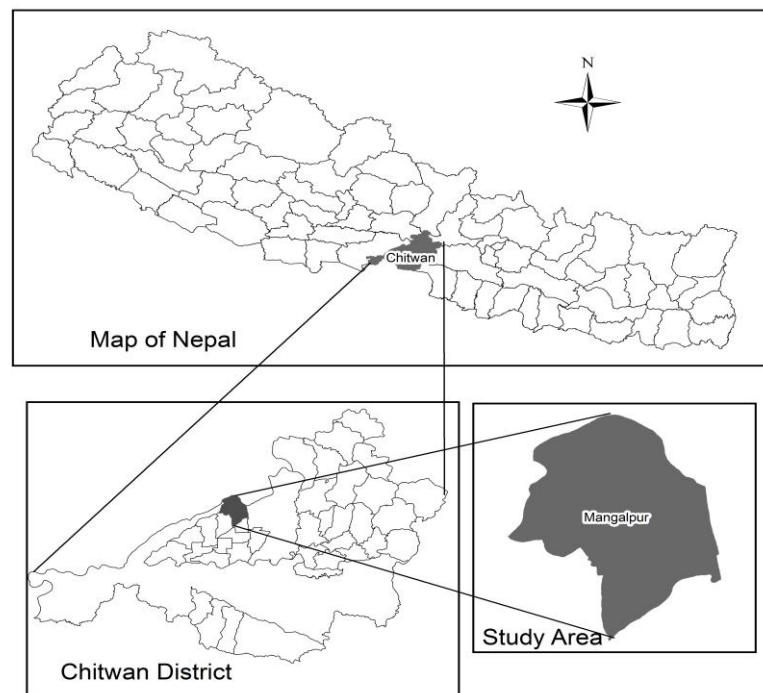 N
Chitwan
Map of Nepal
Mangalpur
Study Area
Chitwan District